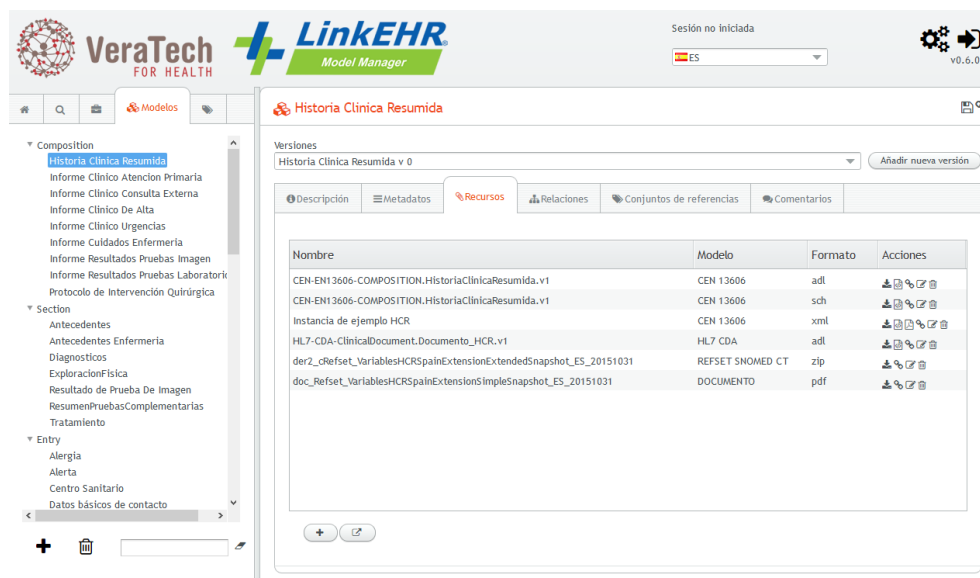 VeraTech
FOR HEALTH
LinkEHR
Model Manager
Sesión no iniciada
ES
v0.6.0
Modelos
Historia Clinica Resumida
Composition
Historia Clinica Resumida
Informe Clinico Atencion Primaria
Informe Clinico Consulta Externa
Informe Clinico De Alta
Informe Clinico Urgencias
Informe Cuidados Enfermeria
Informe Resultados Pruebas Imagen
Informe Resultados Pruebas Laboratorio
Protocolo de Intervención Quirúrgica
Section
Antecedentes
Antecedentes Enfermeria
Diagnosticos
ExploracionFisica
Resultado de Prueba De Imagen
ResumenPruebasComplementarias
Tratamiento
Entry
Alergia
Alerta
Centro Sanitario
Datos básicos de contacto
Versiones
Historia Clinica Resumida v 0
Añadir nueva versión
Descripción Metadatos Recursos Relaciones Conjuntos de referencias Comentarios
Nombre Modelo Formato Acciones
CEN-EN13606-COMPOSITION.HistoriaClinicaResumida.v1 CEN 13606 adl
CEN-EN13606-COMPOSITION.HistoriaClinicaResumida.v1 CEN 13606 sch
Instancia de ejemplo HCR CEN 13606 xml
HL7-CDA-ClinicalDocument.Documento_HCR.v1 HL7 CDA adl
der2_cRefset_VariablesHCRSpainExtensionExtendedSnapshot_ES_20151031 REFSET SNOMED CT zip
doc_Refset_VariablesHCRSpainExtensionSimpleSnapshot_ES_20151031 DOCUMENTO pdf